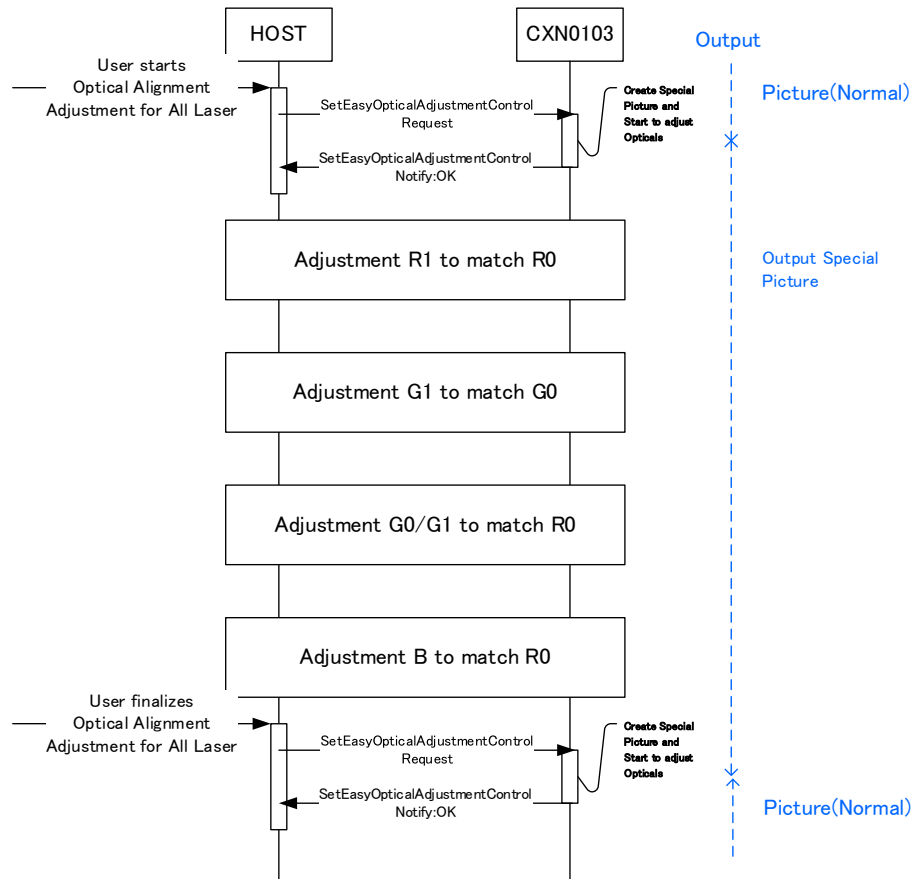 HOST
CXN0103
Output
User starts
Optical Alignment
Adjustment for All Laser
SetEasyOpticalAdjustmentControl
Request
Create Special
Picture and
Start to adjust
Opticals
Picture(Normal)
SetEasyOpticalAdjustmentControl
Notify:OK
Adjustment R1 to match R0
Output Special
Picture
Adjustment G1 to match G0
Adjustment G0/G1 to match R0
Adjustment B to match R0
User finalizes
Optical Alignment
Adjustment for All Laser
SetEasyOpticalAdjustmentControl
Request
Create Special
Picture and
Start to adjust
Opticals
SetEasyOpticalAdjustmentControl
Notify:OK
Picture(Normal)